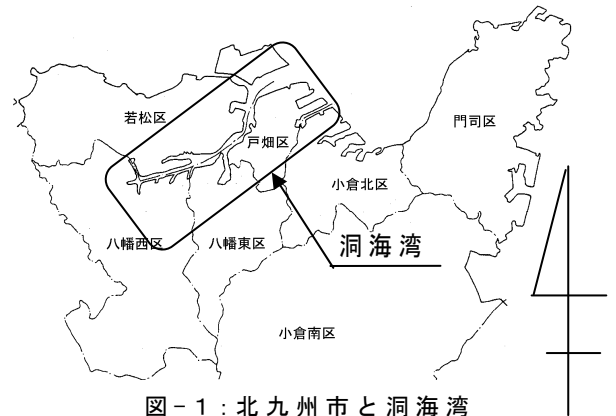 若松区
門司区
戸畑区
小倉北区
八幡西区
八幡東区
洞海湾
小倉南区
図-1:北九州市と洞海湾